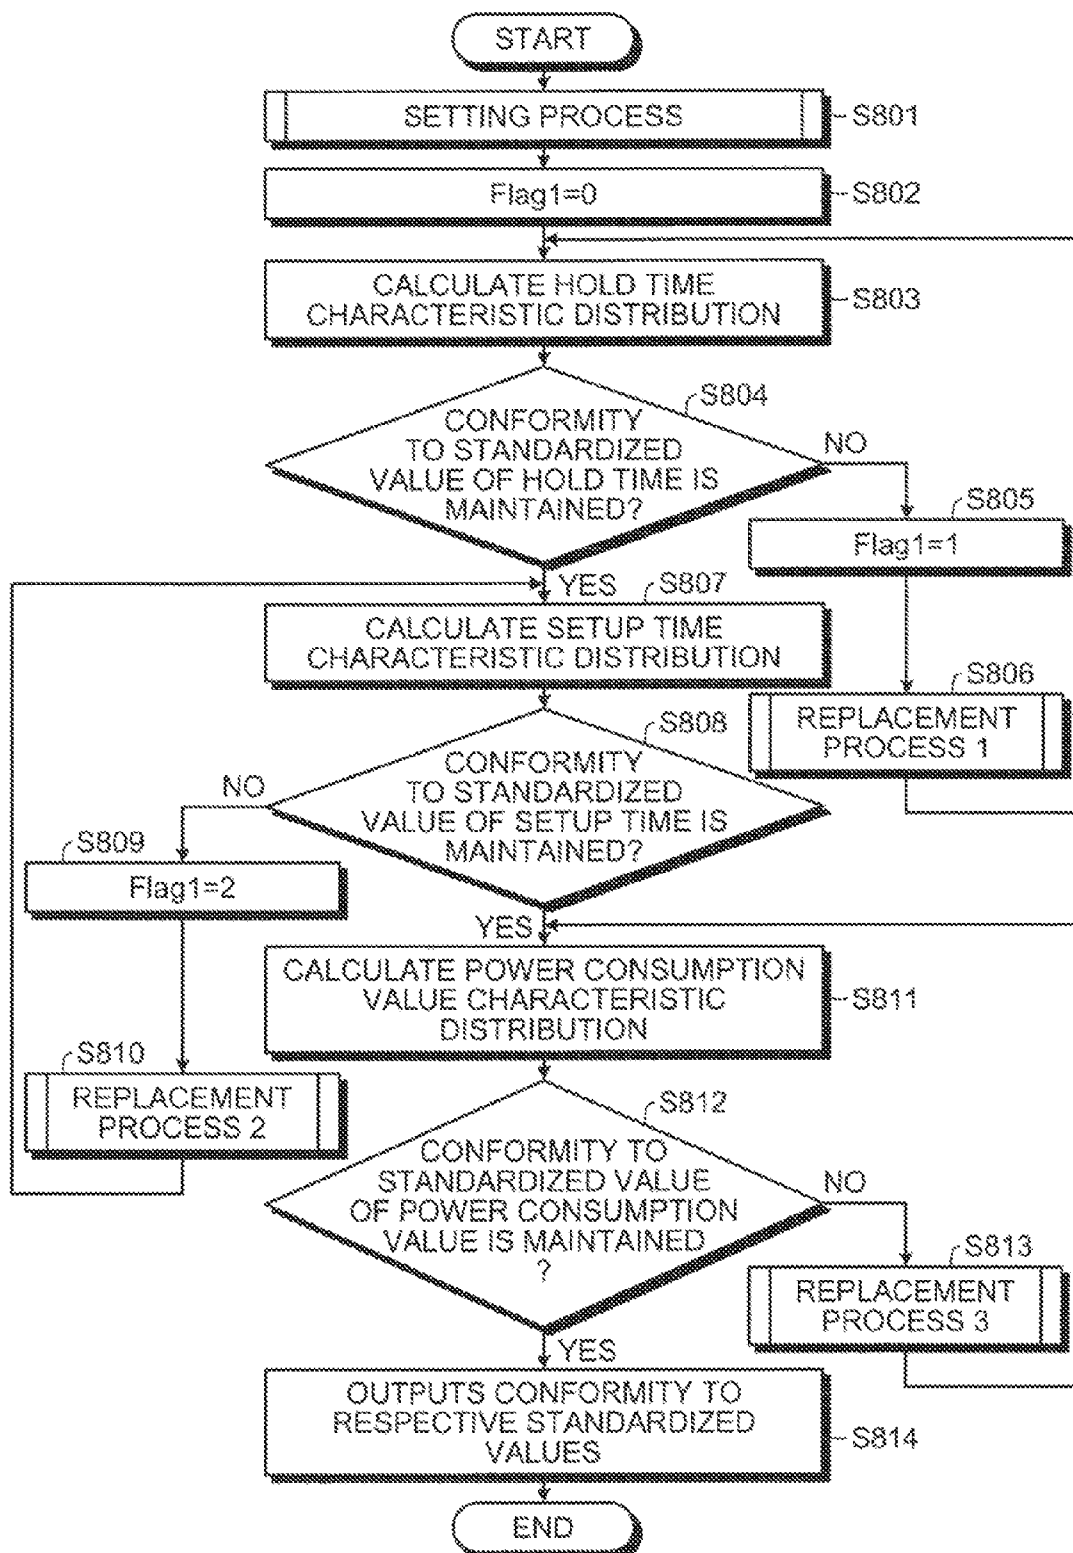 START
SETTING PROCESS
S801
Flag1=0
S802
CALCULATE HOLD TIME
CHARACTERISTIC DISTRIBUTION
S803
S804
CONFORMITY
TO STANDARDIZED
VALUE OF HOLD TIME IS
MAINTAINED?
NO
S805
Flag1=1
YES
S807
CALCULATE SETUP TIME
CHARACTERISTIC DISTRIBUTION
S806
REPLACEMENT
PROCESS 1
S808
CONFORMITY
TO STANDARDIZED
VALUE OF SETUP TIME IS
MAINTAINED?
NO
S809
Flag1=2
YES
CALCULATE POWER CONSUMPTION
VALUE CHARACTERISTIC
DISTRIBUTION
S811
S810
REPLACEMENT
PROCESS 2
S812
CONFORMITY TO
STANDARDIZED VALUE
OF POWER CONSUMPTION
VALUE IS MAINTAINED
?
NO
S813
REPLACEMENT
PROCESS 3
YES
OUTPUTS CONFORMITY TO
RESPECTIVE STANDARDIZED
VALUES
S814
END